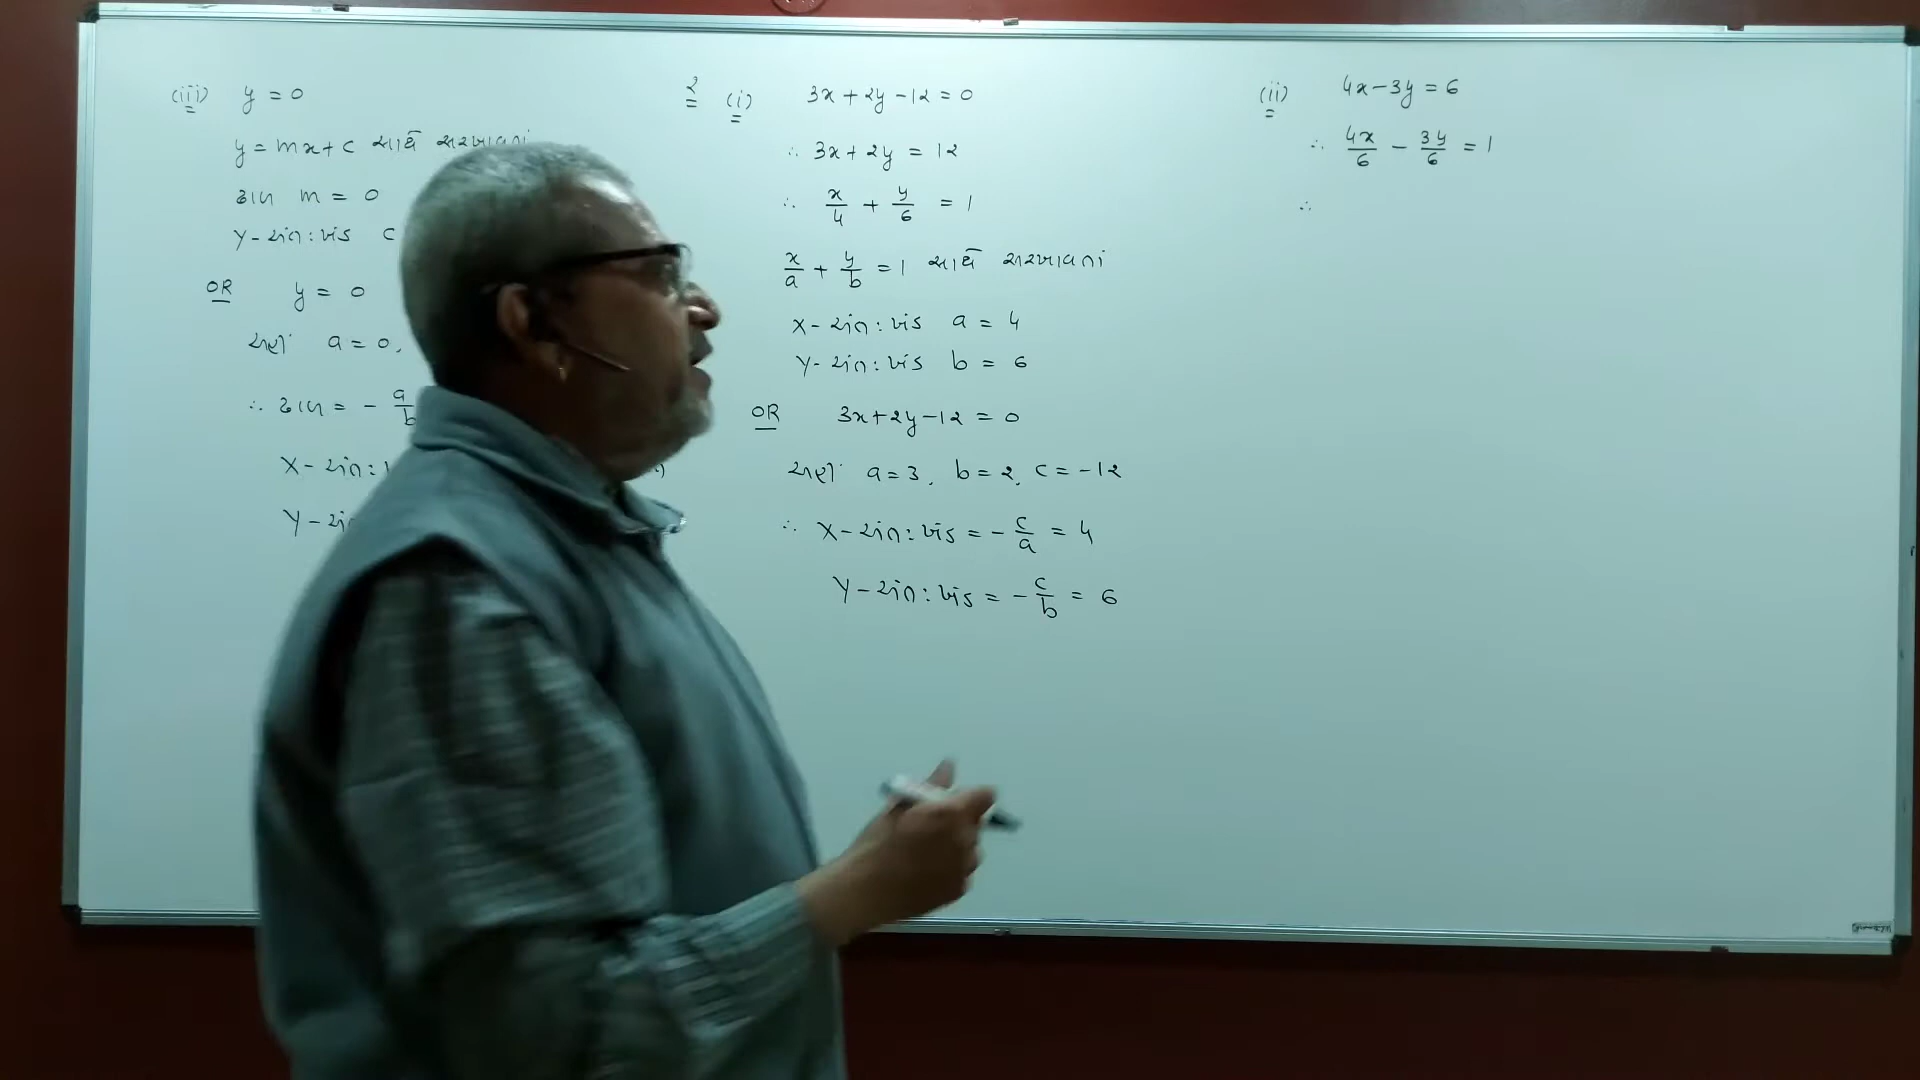 (iii) y = 0
y = mx + c સાથે સરખાવતાં
ઢાળ m = 0
Y-અંતઃખંડ c
OR y = 0
અહીં a = 0,
∴ ઢાળ = - a/b
X-અંતઃ
Y-અં
2 (i) 3x + 2y - 12 = 0
∴ 3x + 2y = 12
∴ x/4 + y/6 = 1
x/a + y/b = 1 સાથે સરખાવતાં
X-અંતઃખંડ a = 4
Y-અંતઃખંડ b = 6
OR 3x + 2y - 12 = 0
અહીં a = 3, b = 2, c = -12
∴ X-અંતઃખંડ = - c/a = 4
Y-અંતઃખંડ = - c/b = 6
(ii) 4x - 3y = 6
∴ 4x/6 - 3y/6 = 1
∴